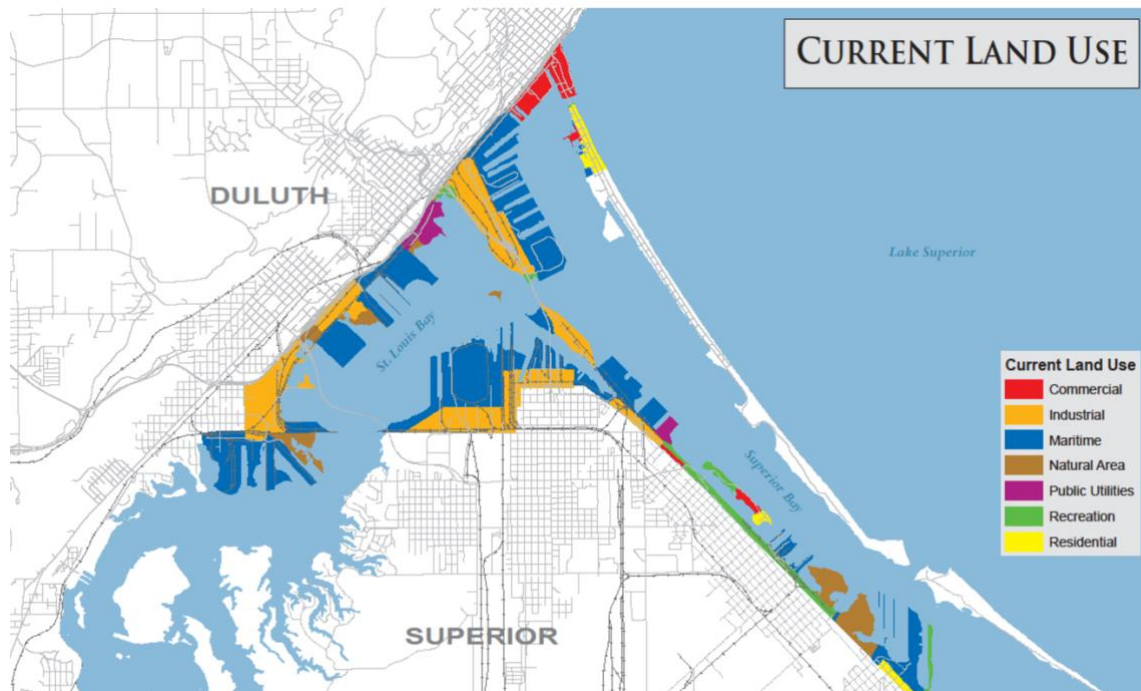 CURRENT LAND USE
DULUTH
Lake Superior
St. Louis Bay
Current Land Use
Commercial
Industrial
Maritime
Natural Area
Public Utilities
Recreation
Residential
Superior Bay
SUPERIOR